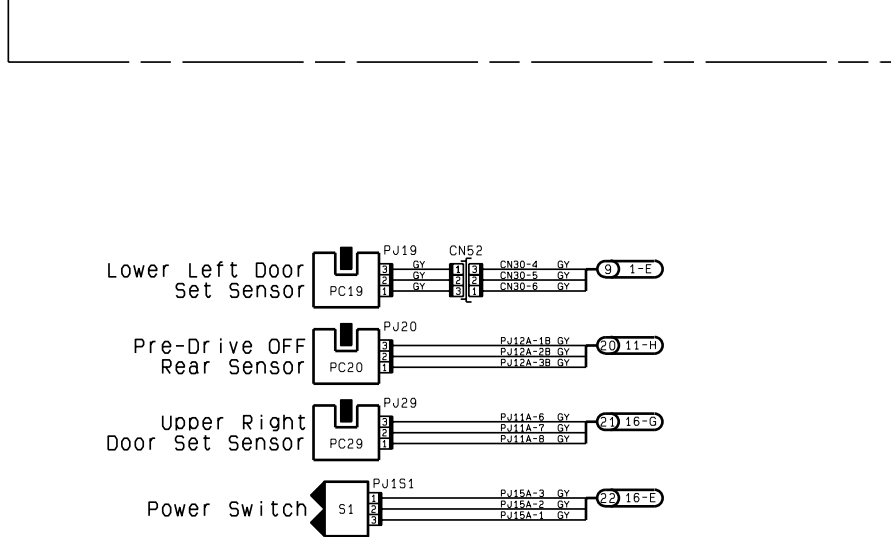 PJ19 CN52
Lower Left Door
Set Sensor
PC19
3 GY 1 3 CN30-4 GY
2 GY 2 2 CN30-5 GY
1 GY 3 1 CN30-6 GY
9 1-E
PJ20
Pre-Drive OFF
Rear Sensor
PC20
3 PJ12A-1B GY
2 PJ12A-2B GY
1 PJ12A-3B GY
20 11-H
PJ29
Upper Right
Door Set Sensor
PC29
3 PJ11A-6 GY
2 PJ11A-7 GY
1 PJ11A-8 GY
21 16-G
PJ1S1
Power Switch
S1
1 PJ15A-3 GY
2 PJ15A-2 GY
3 PJ15A-1 GY
22 16-E